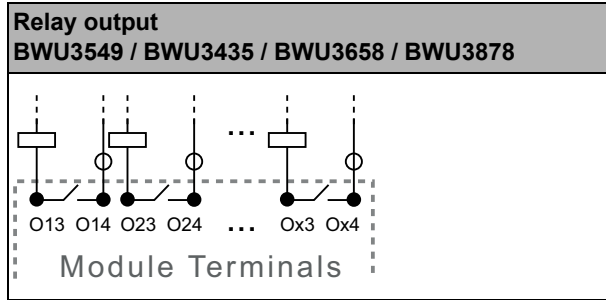 Relay output
BWU3549 / BWU3435 / BWU3658 / BWU3878
...
O13 O14 O23 O24 ... Ox3 Ox4
Module Terminals